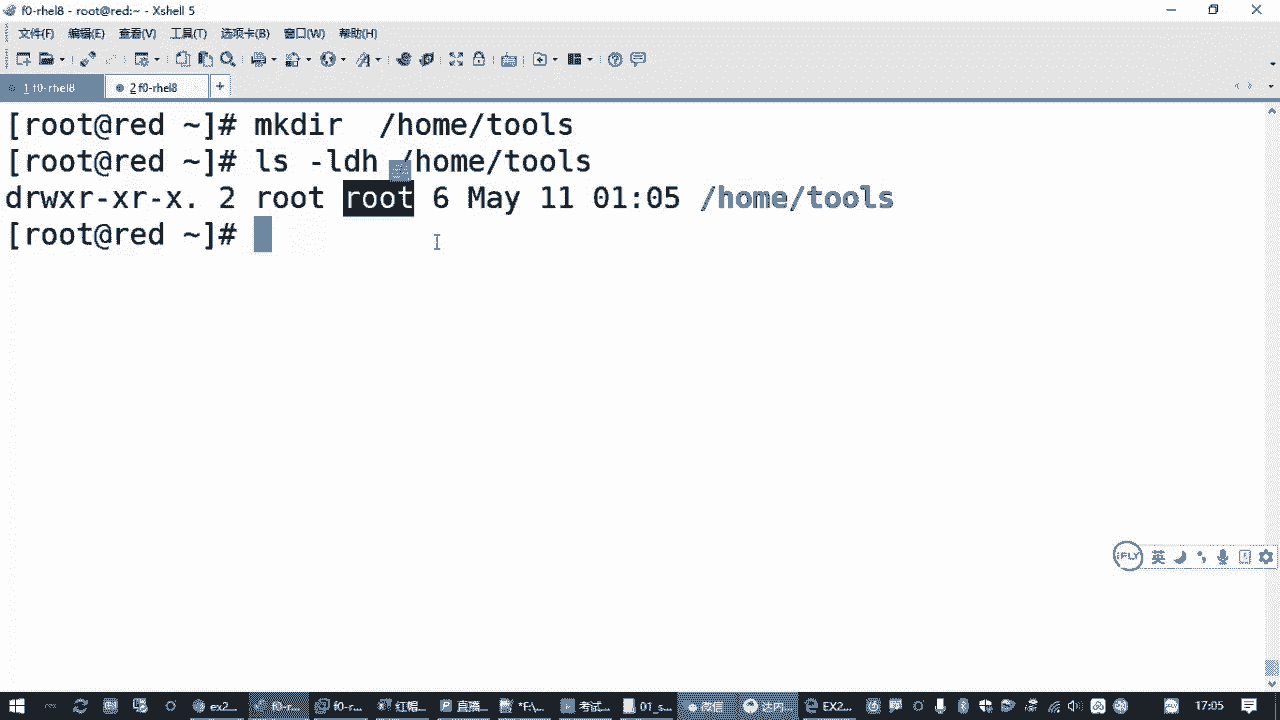 f0-rhel8 - root@red:~ - Xshell 5
文件(F) 编辑(E) 查看(V) 工具(T) 选项卡(B) 窗口(W) 帮助(H)
1 f0-rhel8 2 f0-rhel8 +
[root@red ~]# mkdir /home/tools
[root@red ~]# ls -ldh /home/tools
drwxr-xr-x. 2 root root 6 May 11 01:05 /home/tools
[root@red ~]#
iFLY 英
ex2... f0-r... f0-r... 红帽... 直播... *F:\... 考试... 01_s... 微信 达内... EX2... 17:05